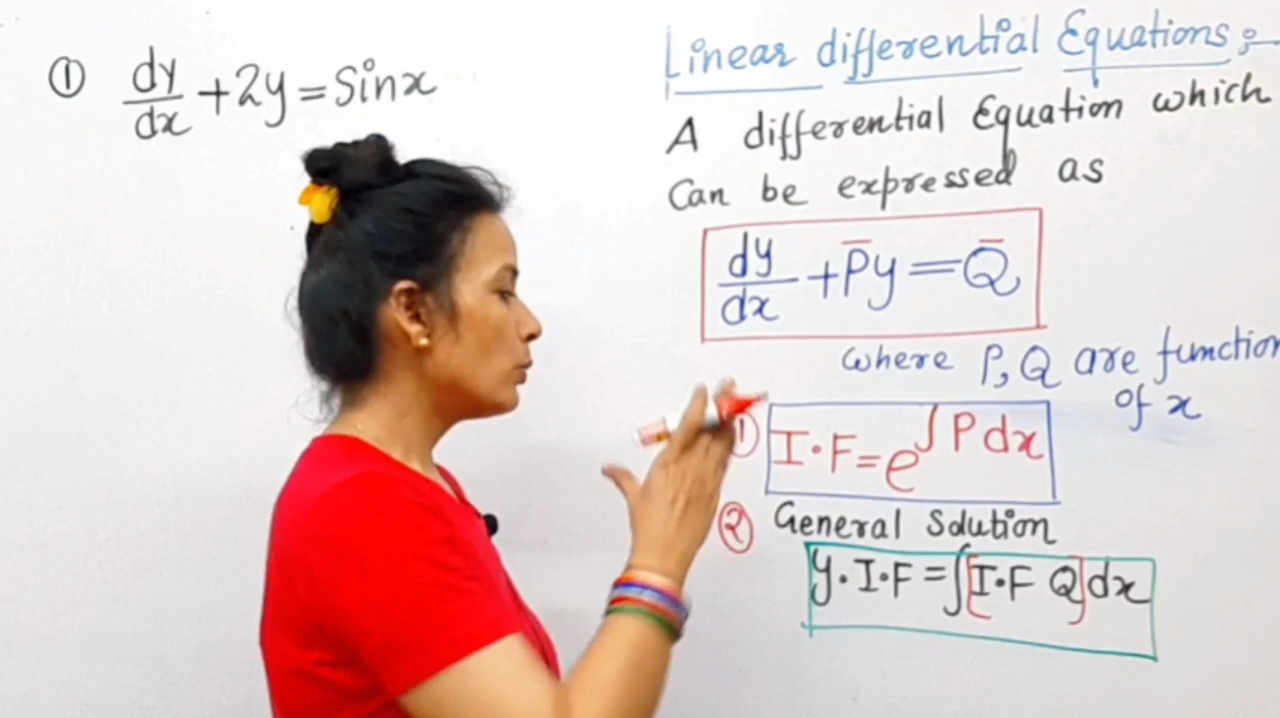 ① dy/dx + 2y = Sinx
Linear differential Equations :-
A differential Equation which
Can be expressed as
dy/dx + P̄y = Q̄
where P, Q are function
of x
① I·F = e^∫P dx
② General Solution
y·I·F = ∫[I·F Q] dx